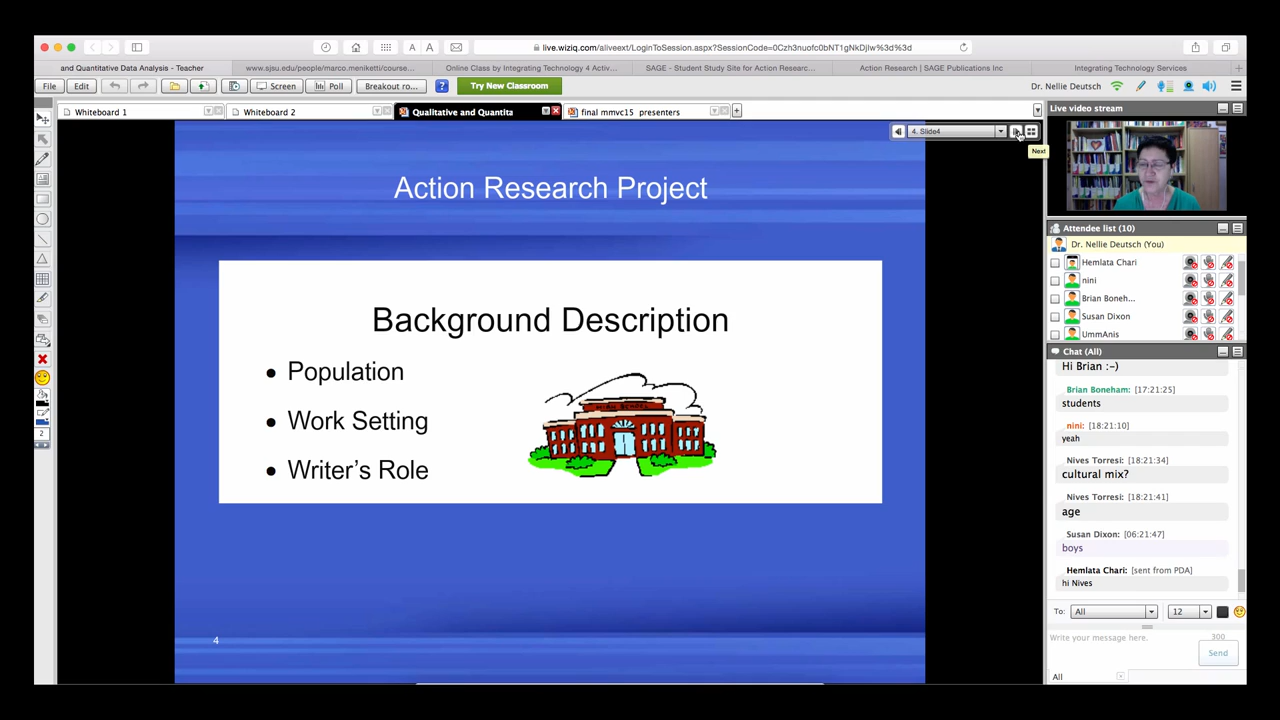 live.wiziq.com/aliveext/LoginToSession.aspx?SessionCode=0Czh3nuofc0bNT1gNkDjIw%3d%3d
and Quantitative Data Analysis - Teacher
www.sjsu.edu/people/marco.meniketti/course...
Online Class by Integrating Technology 4 Activ...
SAGE - Student Study Site for Action Researc...
Action Research | SAGE Publications Inc
Integrating Technology Services
File
Edit
Screen
Poll
Breakout ro...
?
Try New Classroom
Dr. Nellie Deutsch
Whiteboard 1
Whiteboard 2
Qualitative and Quantita
final mmvc15 presenters
4. Slide4
Next
Action Research Project
Background Description
• Population
• Work Setting
• Writer's Role
4
2
Live video stream
Attendee list (10)
Dr. Nellie Deutsch (You)
Hemlata Chari
nini
Brian Boneh...
Susan Dixon
UmmAnis
Chat (All)
Hi Brian :-)
Brian Boneham: [17:21:25]
students
nini: [18:21:10]
yeah
Nives Torresi: [18:21:34]
cultural mix?
Nives Torresi: [18:21:41]
age
Susan Dixon: [06:21:47]
boys
Hemlata Chari: [sent from PDA]
hi Nives
To: All 12
Write your message here. 300
Send
All